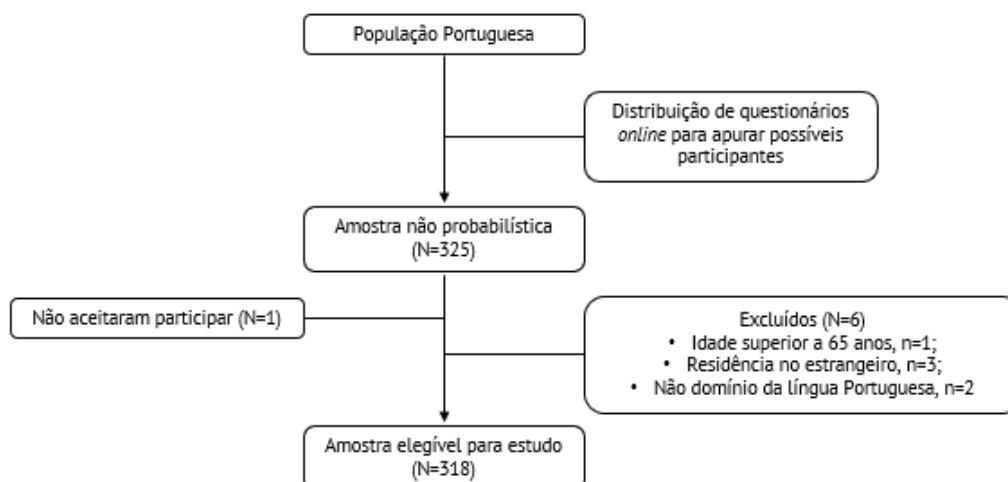 População Portuguesa
Distribuição de questionários
online para apurar possíveis
participantes
Amostra não probabilística
(N=325)
Não aceitaram participar (N=1)
Excluídos (N=6)
• Idade superior a 65 anos, n=1;
• Residência no estrangeiro, n=3;
• Não domínio da língua Portuguesa, n=2
Amostra elegível para estudo
(N=318)